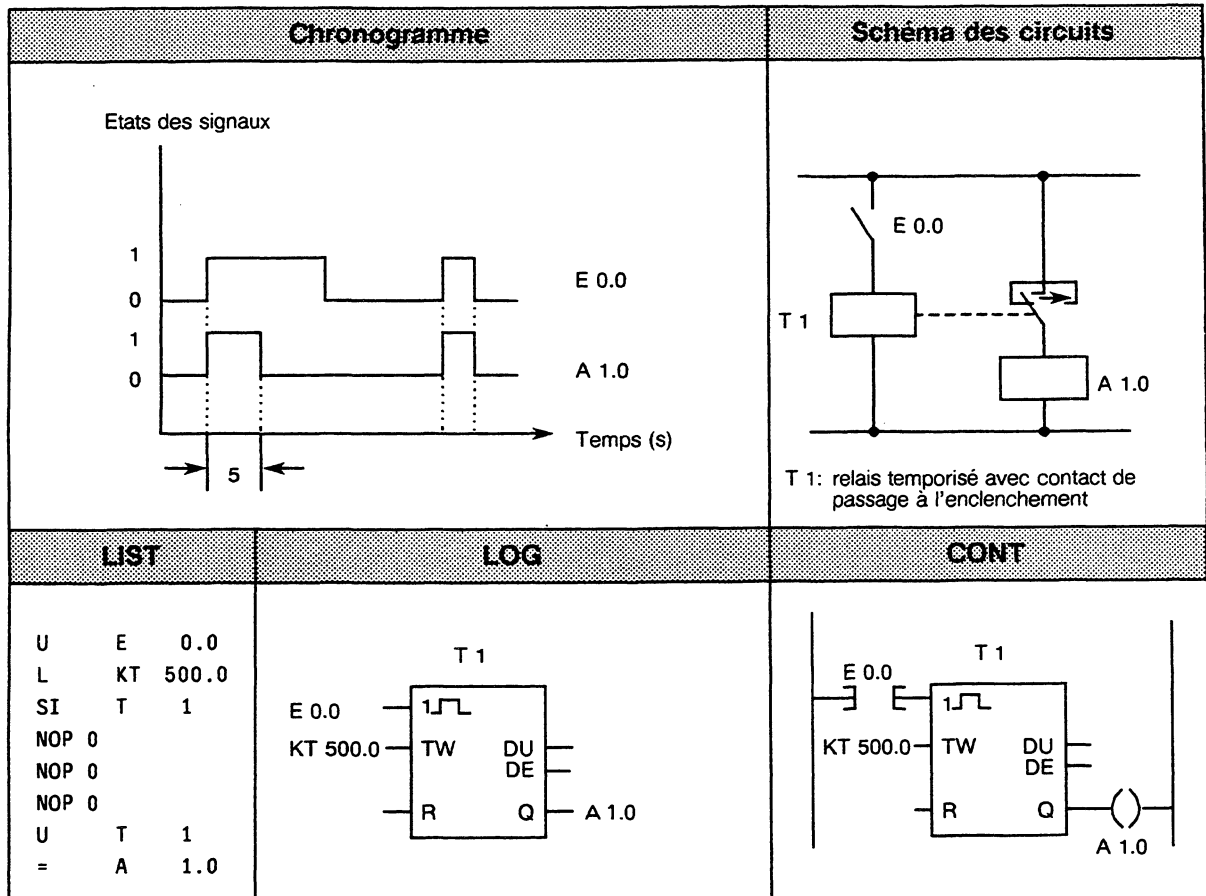 Chronogramme
Schéma des circuits
Etats des signaux
1
0
E 0.0
1
0
A 1.0
Temps (s)
5
E 0.0
T 1
A 1.0
T 1: relais temporisé avec contact de
passage à l'enclenchement
LIST
LOG
CONT
U E 0.0
L KT 500.0
SI T 1
NOP 0
NOP 0
NOP 0
U T 1
= A 1.0
T 1
E 0.0
1
KT 500.0
TW
DU
DE
R
Q
A 1.0
T 1
E 0.0
1
KT 500.0
TW
DU
DE
R
Q
A 1.0